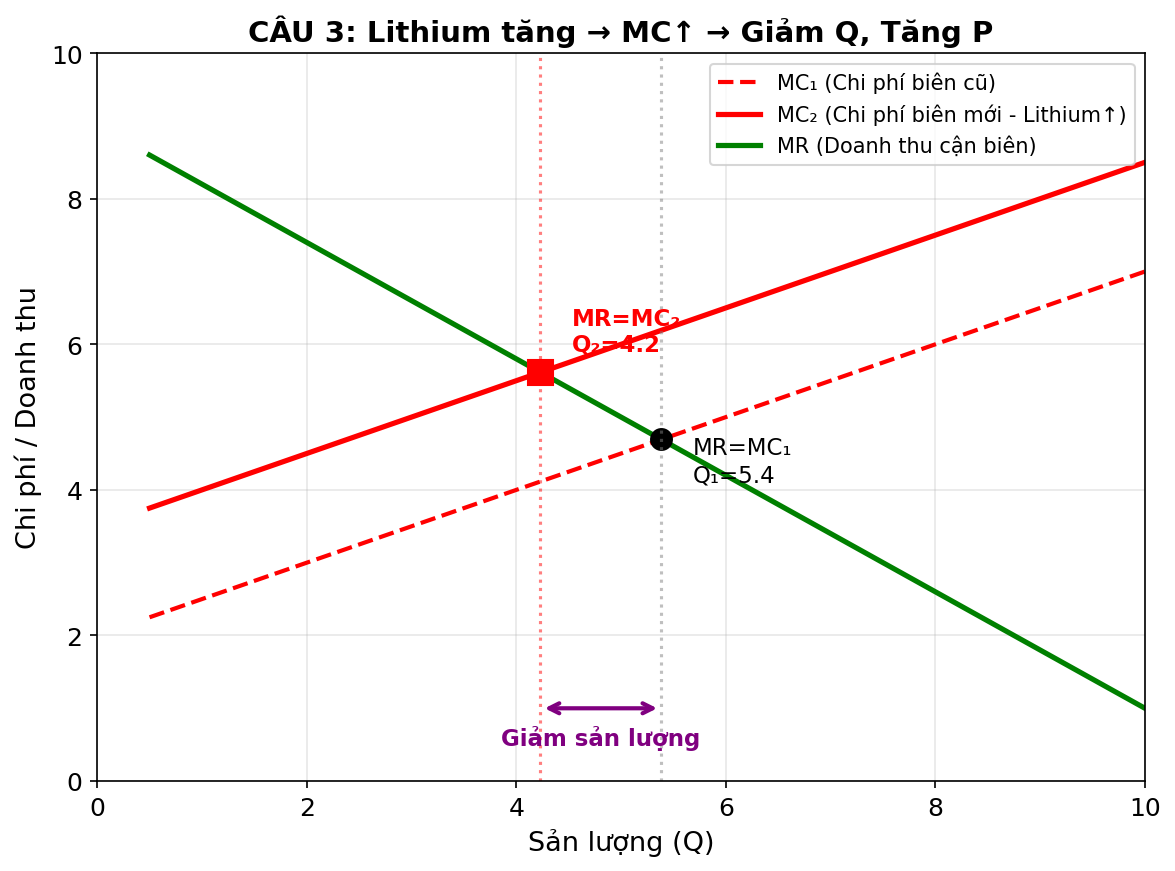 CÂU 3: Lithium tăng → MC↑ → Giảm Q, Tăng P
MC₁ (Chi phí biên cũ)
MC₂ (Chi phí biên mới - Lithium↑)
MR (Doanh thu cận biên)
Chi phí / Doanh thu
10
8
6
4
2
0
MR=MC₂
Q₂=4.2
MR=MC₁
Q₁=5.4
Giảm sản lượng
0
2
4
6
8
10
Sản lượng (Q)